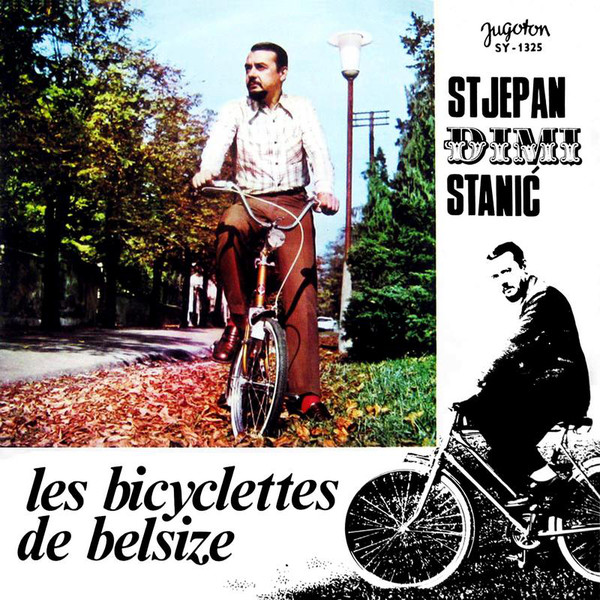 Jugoton
SY-1325
STJEPAN
DIMI
STANIĆ
les bicyclettes
de belsize